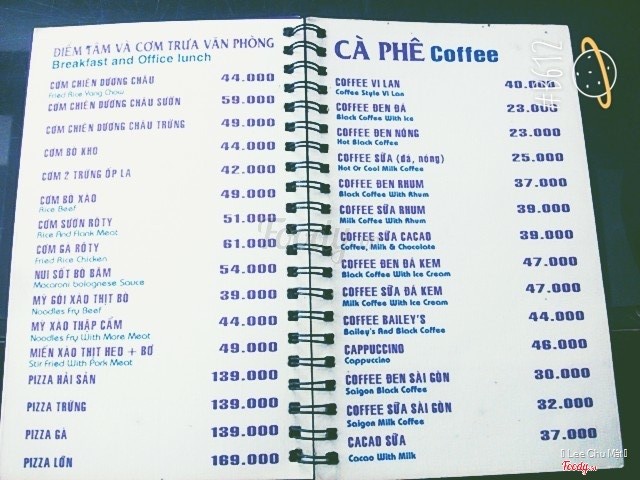 ĐIỂM TÂM VÀ CƠM TRƯA VĂN PHÒNG
Breakfast and Office lunch
CƠM CHIÊN DƯƠNG CHÂU 44.000
Fried Rice Yang Chow
CƠM CHIÊN DƯƠNG CHÂU SƯỜN 59.000
CƠM CHIÊN DƯƠNG CHÂU TRỨNG 49.000
CƠM BÒ KHO 44.000
CƠM 2 TRỨNG ỐP LA 42.000
CƠM BÒ XÀO 49.000
Rice Beef
CƠM SƯỜN RÔTY 51.000
Rice And Flank Meat
CƠM GÀ RÔTY 61.000
Fried Rice Chicken
NUI SỐT BÒ BẰM 54.000
Macaroni bolognese Sauce
MỲ GÓI XÀO THỊT BÒ 39.000
Noodles Fry Beef
MỲ XÀO THẬP CẨM 44.000
Noodles Fry With More Meat
MIẾN XÀO THỊT HEO + BƠ 49.000
Stir Fried With Pork Meat
PIZZA HẢI SẢN 139.000
PIZZA TRỨNG 139.000
PIZZA GÀ 139.000
PIZZA LỚN 169.000
CÀ PHÊ Coffee
COFFEE VI LAN
Coffee Style Vi Lan
COFFEE ĐEN ĐÁ 23.000
Black Coffee With Ice
COFFEE ĐEN NÓNG 23.000
Hot Black Coffee
COFFEE SỮA (đá, nóng) 25.000
Hot Or Cool Milk Coffee
COFFEE ĐEN RHUM 37.000
Black Coffee With Rhum
COFFEE SỮA RHUM 39.000
Milk Coffee With Rhum
COFFEE SỮA CACAO 39.000
Coffee, Milk & Chocolate
COFFEE ĐEN ĐÁ KEM 47.000
Black Coffee With Ice Cream
COFFEE SỮA ĐÁ KEM 47.000
Milk Coffee With Ice Cream
COFFEE BAILEY'S 44.000
Bailey's And Black Coffee
CAPPUCCINO 46.000
Cappuccino
COFFEE ĐEN SÀI GÒN 30.000
Saigon Black Coffee
COFFEE SỮA SÀI GÒN 32.000
Saigon Milk Coffee
CACAO SỮA 37.000
Cacao With Milk
#c612
Foody
Lee Chu Mật
Foody.vn